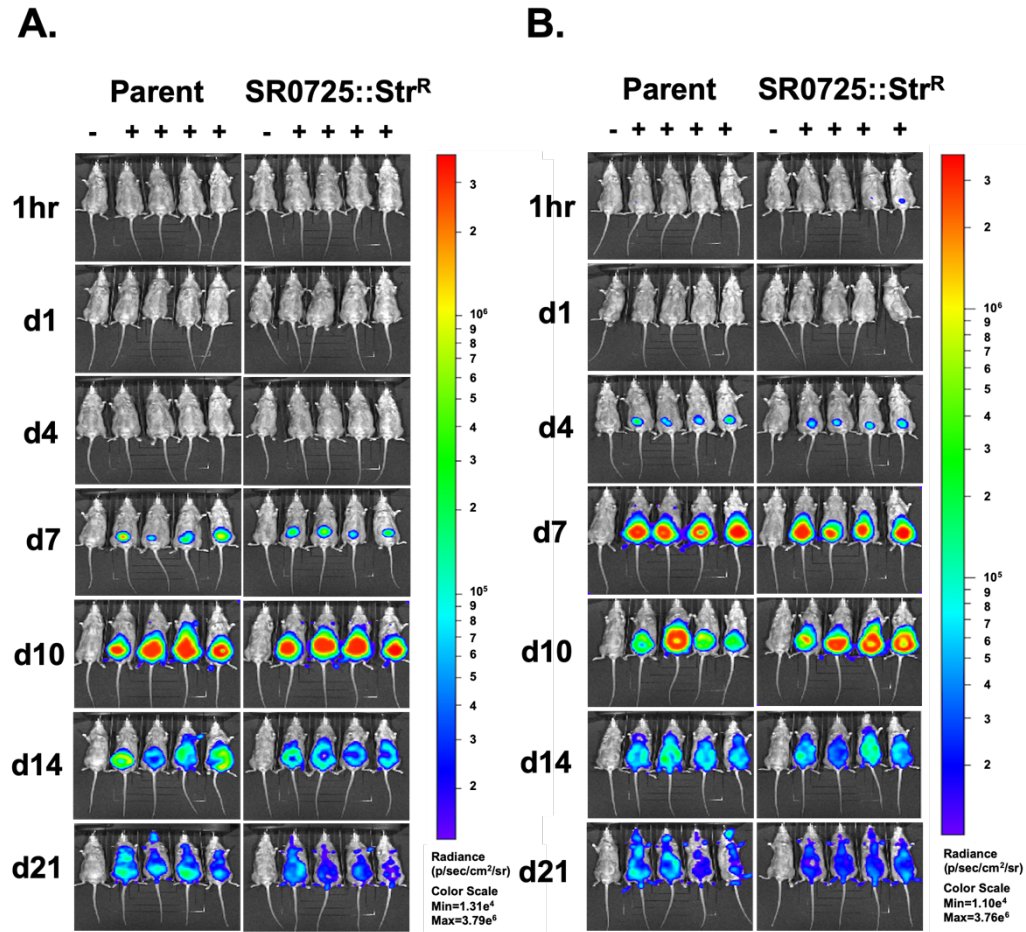 A.
Parent SR0725::StrR
- + + + + - + + + +
1hr
d1
d4
d7
d10
d14
d21
3
2
10⁶
9
8
7
6
5
4
3
2
10⁵
9
8
7
6
5
4
3
2
Radiance
(p/sec/cm²/sr)
Color Scale
Min=1.31e⁴
Max=3.79e⁶
B.
Parent SR0725::StrR
- + + + + - + + + +
1hr
d1
d4
d7
d10
d14
d21
3
2
10⁶
9
8
7
6
5
4
3
2
10⁵
9
8
7
6
5
4
3
2
Radiance
(p/sec/cm²/sr)
Color Scale
Min=1.10e⁴
Max=3.76e⁶